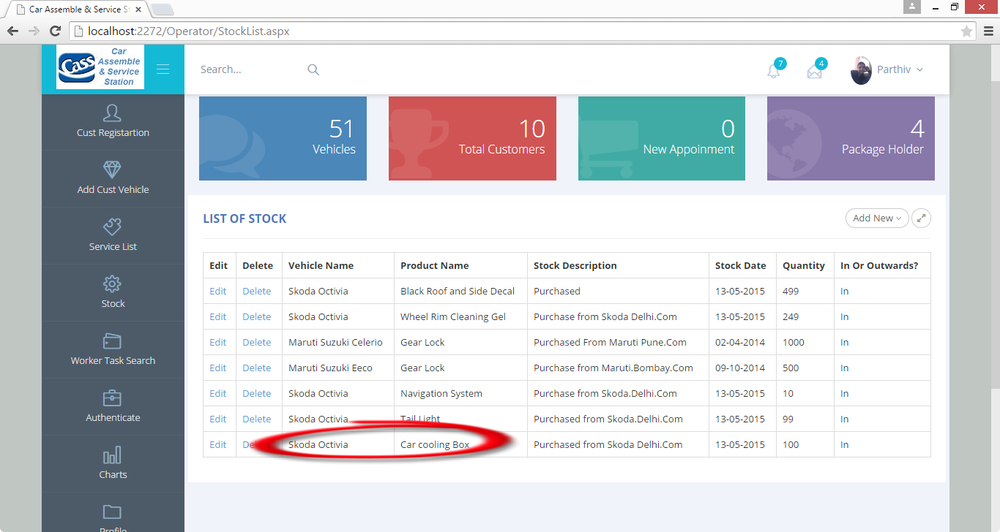 Car Assemble & Service St
localhost:2272/Operator/StockList.aspx
Cass
Car
Assemble
& Service
Station
Search...
7
4
Parthiv
Cust Registartion
Add Cust Vehicle
Service List
Stock
Worker Task Search
Authenticate
Charts
Profile
51
Vehicles
10
Total Customers
0
New Appoinment
4
Package Holder
LIST OF STOCK
Add New
Edit Delete Vehicle Name Product Name Stock Description Stock Date Quantity In Or Outwards?
Edit Delete Skoda Octivia Black Roof and Side Decal Purchased 13-05-2015 499 In
Edit Delete Skoda Octivia Wheel Rim Cleaning Gel Purchase from Skoda Delhi.Com 13-05-2015 249 In
Edit Delete Maruti Suzuki Celerio Gear Lock Purchased From Maruti Pune.Com 02-04-2014 1000 In
Edit Delete Maruti Suzuki Eeco Gear Lock Purchase from Maruti.Bombay.Com 09-10-2014 500 In
Edit Delete Skoda Octivia Navigation System Purchase from Skoda.Delhi.Com 13-05-2015 10 In
Edit Delete Skoda Octivia Tail Light Purchased from Skoda.Delhi.Com 13-05-2015 99 In
Edit Delete Skoda Octivia Car cooling Box Purchased from Skoda Delhi.Com 13-05-2015 100 In